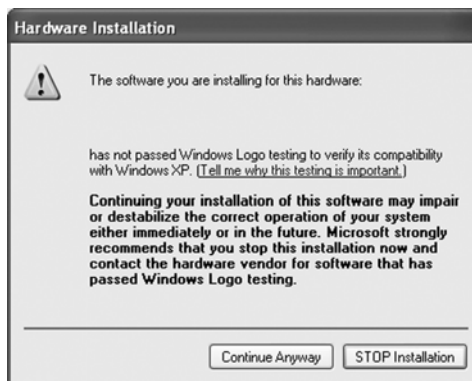 Hardware Installation
The software you are installing for this hardware:
has not passed Windows Logo testing to verify its compatibility
with Windows XP. (Tell me why this testing is important.)
Continuing your installation of this software may impair
or destabilize the correct operation of your system
either immediately or in the future. Microsoft strongly
recommends that you stop this installation now and
contact the hardware vendor for software that has
passed Windows Logo testing.
Continue Anyway STOP Installation